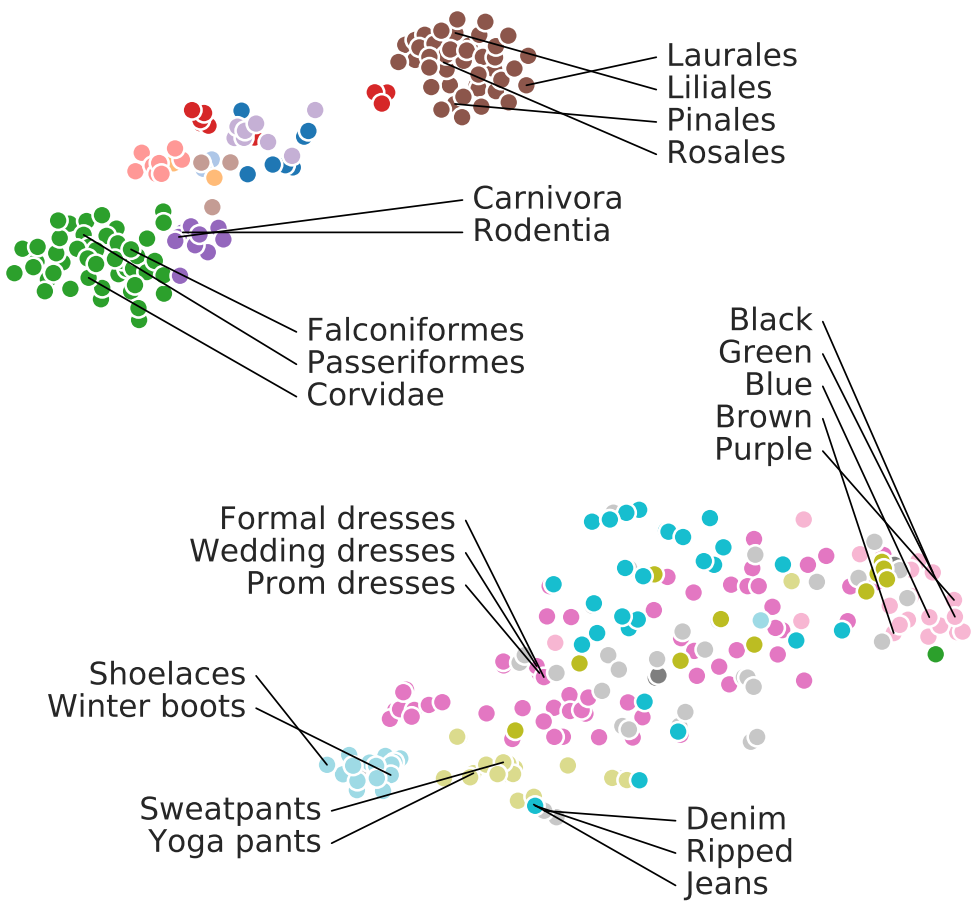 Laurales
Liliales
Pinales
Rosales
Carnivora
Rodentia
Falconiformes
Passeriformes
Corvidae
Black
Green
Blue
Brown
Purple
Formal dresses
Wedding dresses
Prom dresses
Shoelaces
Winter boots
Sweatpants
Yoga pants
Denim
Ripped
Jeans